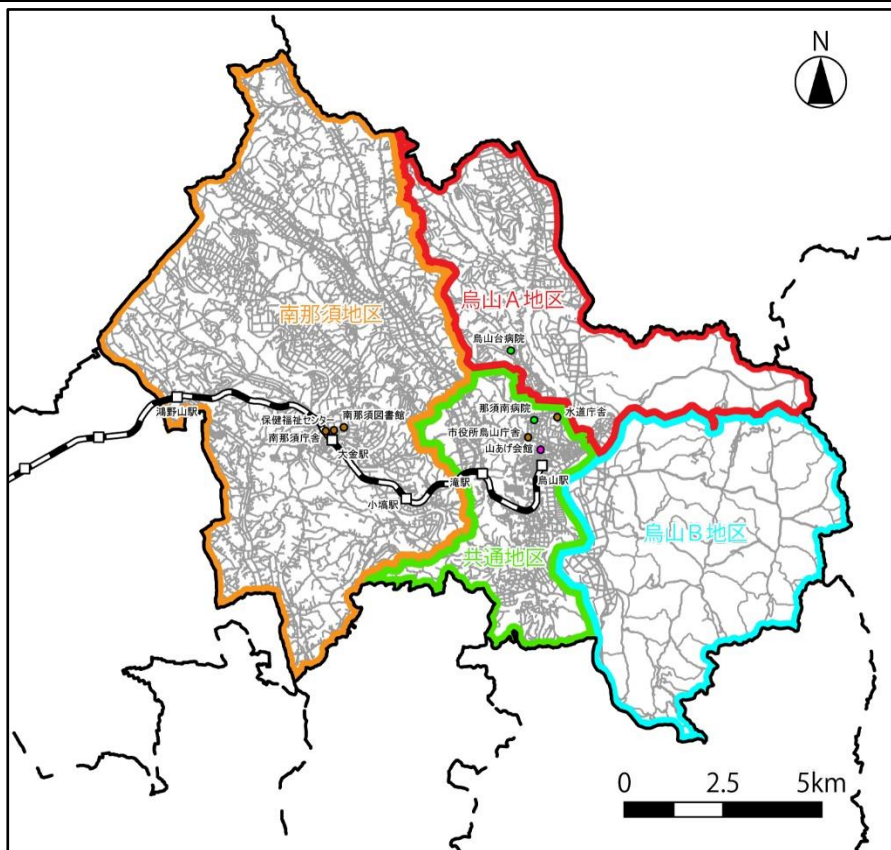 N
烏山A地区
南那須地区
烏山台病院
那須南病院
水道庁舎
鴻野山駅
保健福祉センター
南那須図書館
市役所烏山庁舎
南那須庁舎
山あげ会館
大金駅
烏山駅
滝駅
小塙駅
烏山B地区
共通地区
0 2.5 5km